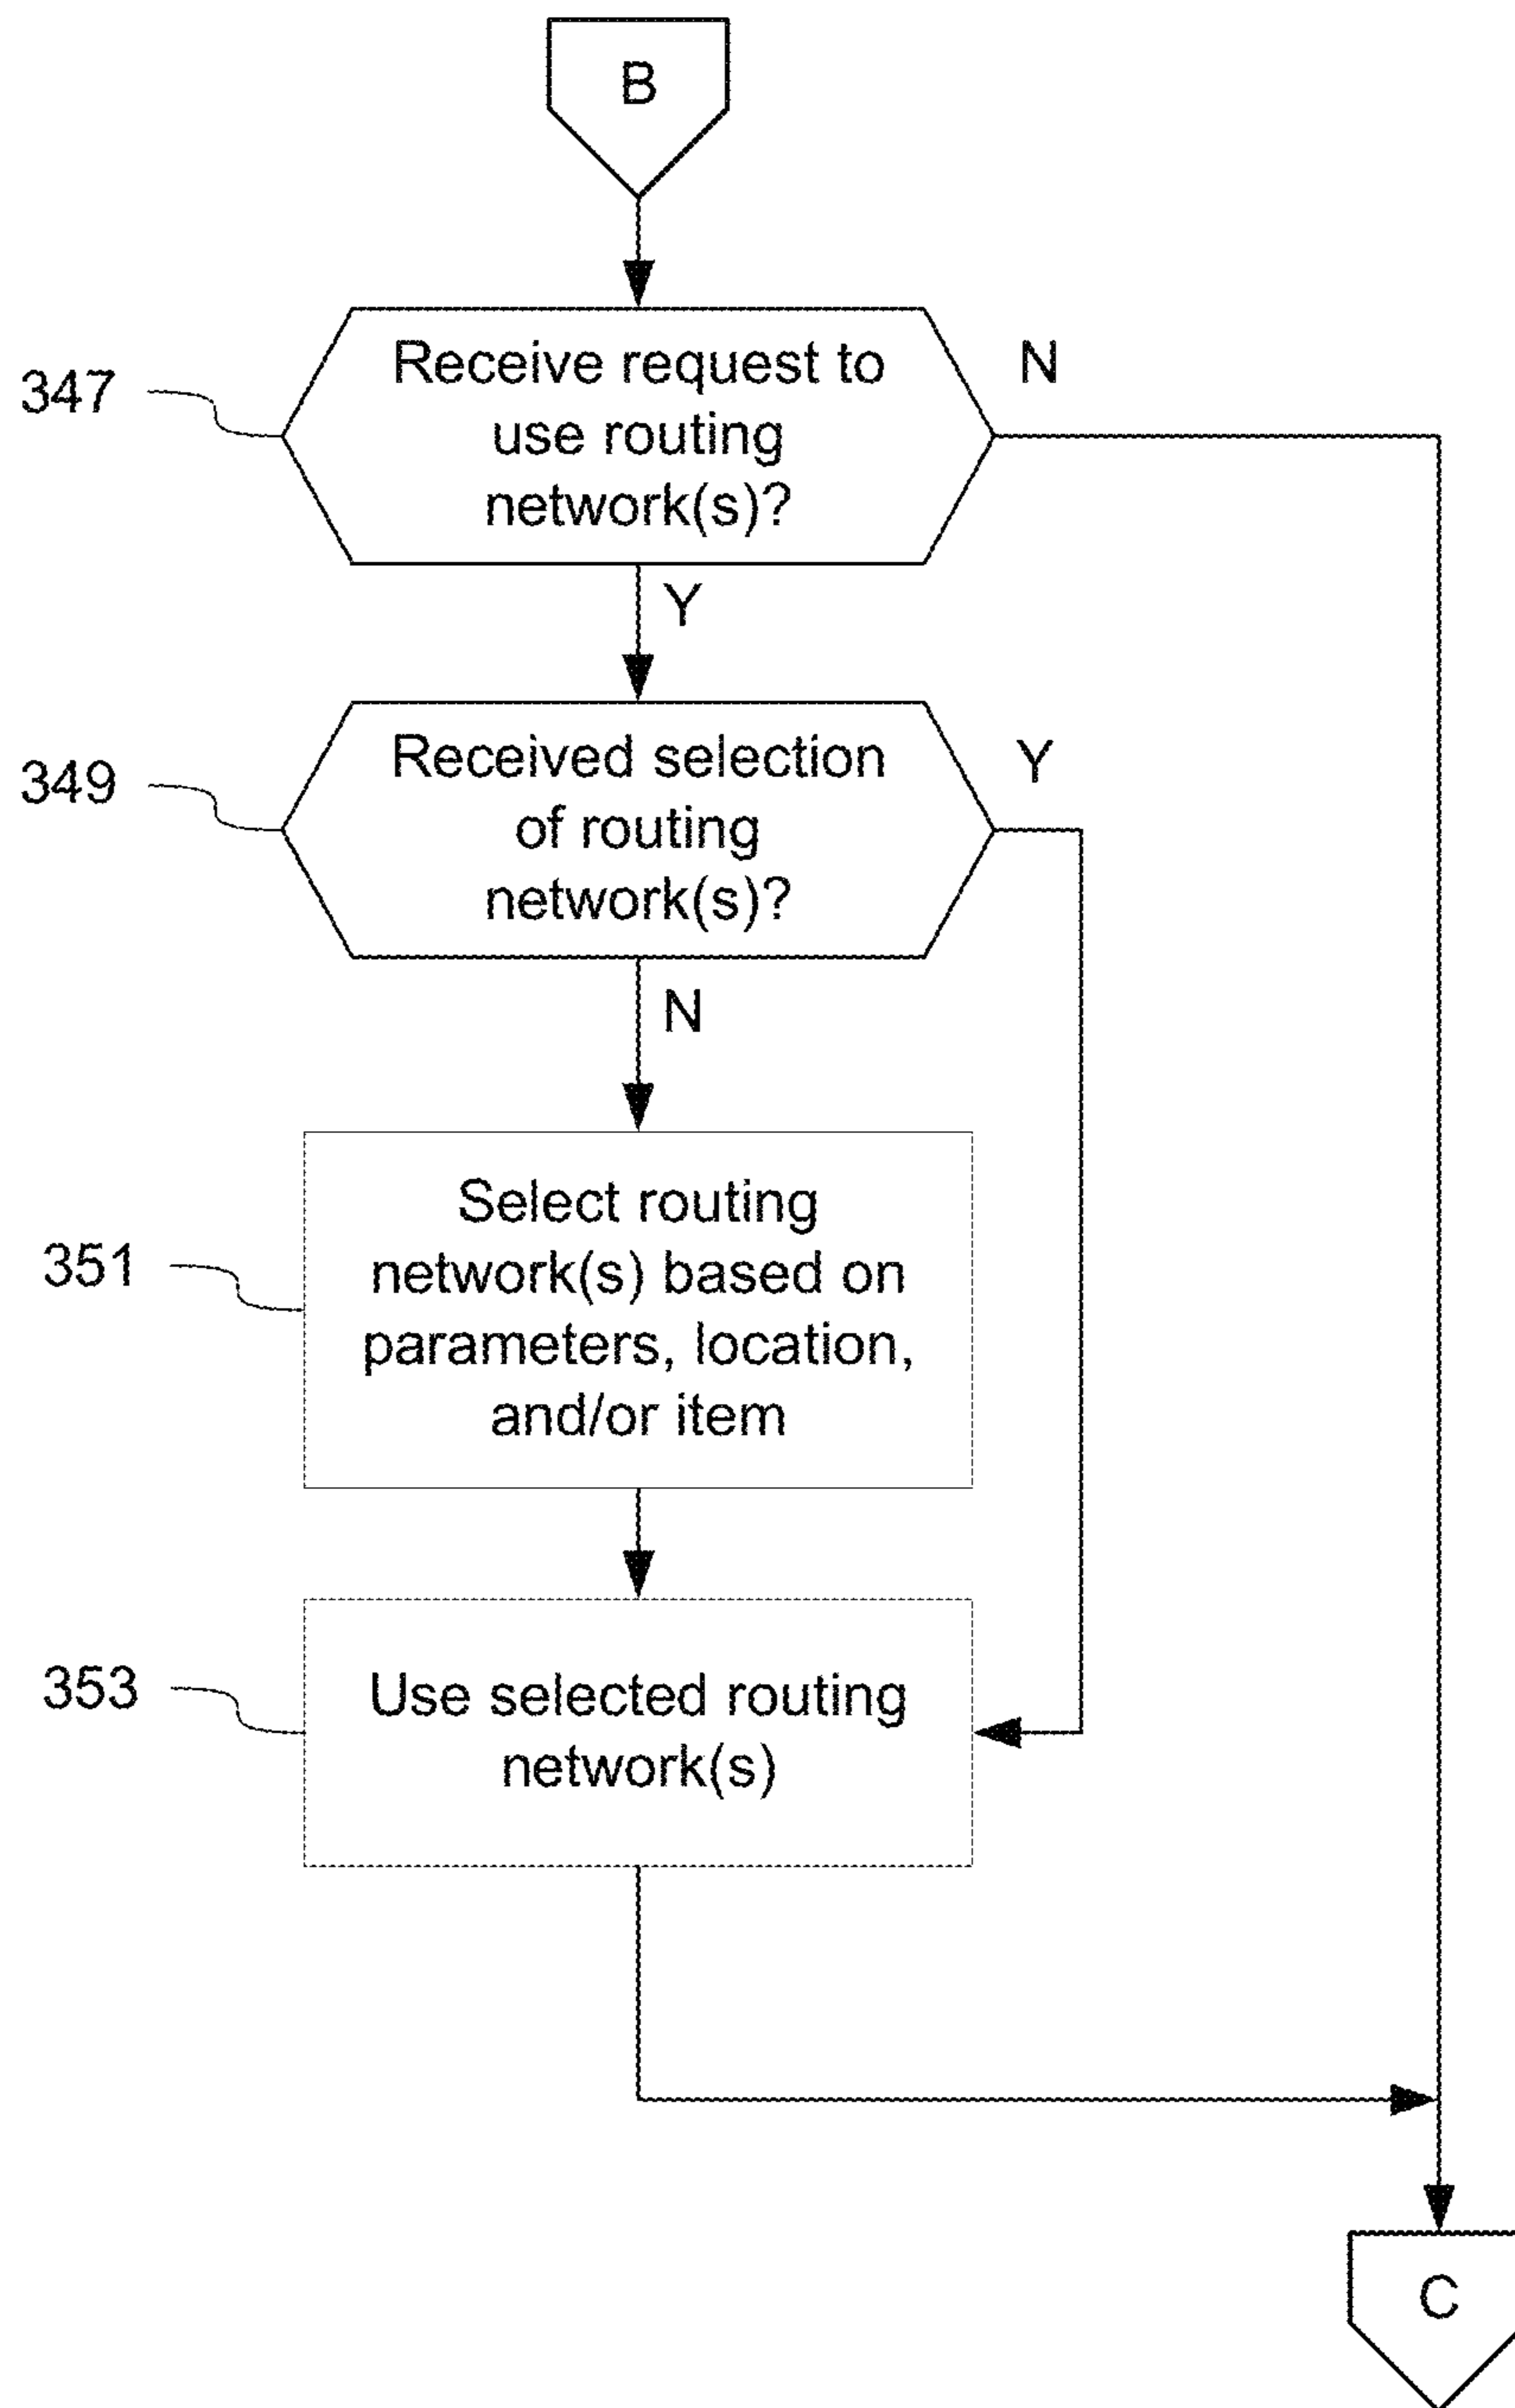 B
347
Receive request to
use routing
network(s)?
N
Y
349
Received selection
of routing
network(s)?
Y
N
351
Select routing
network(s) based on
parameters, location,
and/or item
353
Use selected routing
network(s)
C